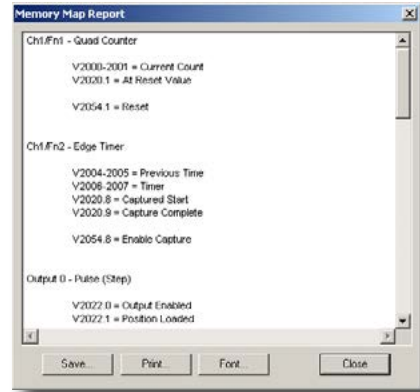 Memory Map Report
Ch1/Fn1 - Quad Counter
V2000-2001 = Current Count
V2020.1 = At Reset Value
V2054.1 = Reset
Ch1/Fn2 - Edge Timer
V2004-2005 = Previous Time
V2006-2007 = Timer
V2020.8 = Captured Start
V2020.9 = Capture Complete
V2054.8 = Enable Capture
Output 0 - Pulse (Step)
V2022.0 = Output Enabled
V2022.1 = Position Loaded
Save... Print... Font... Close